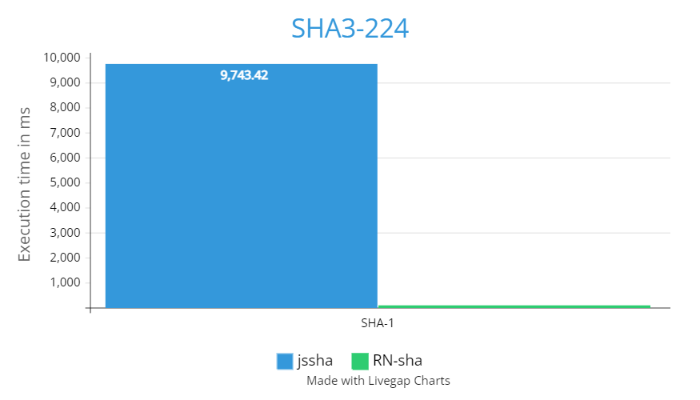 SHA3-224
Execution time in ms
10,000
9,000
8,000
7,000
6,000
5,000
4,000
3,000
2,000
1,000
9,743.42
SHA-1
jssha RN-sha
Made with Livegap Charts